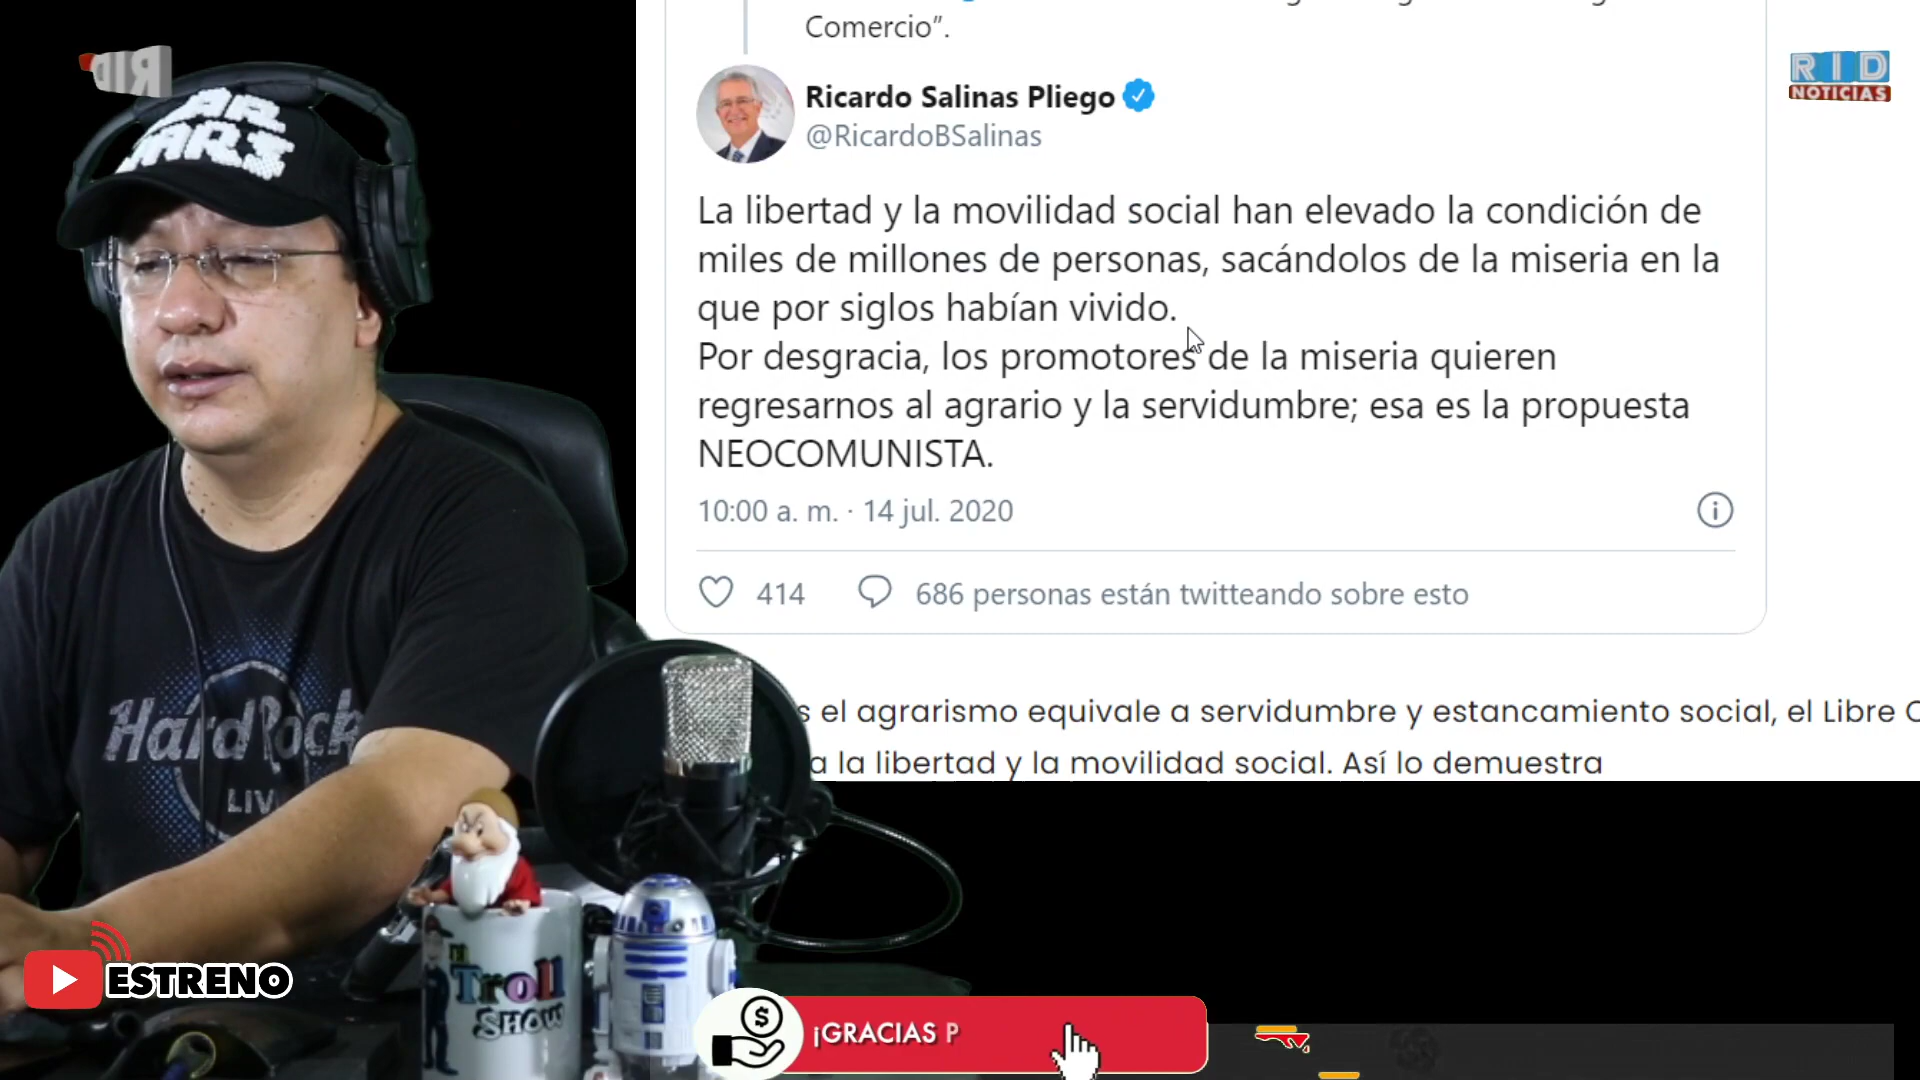 Comercio”.
RID
RID
NOTICIAS
Ricardo Salinas Pliego
@RicardoBSalinas
La libertad y la movilidad social han elevado la condición de
miles de millones de personas, sacándolos de la miseria en la
que por siglos habían vivido.
Por desgracia, los promotores de la miseria quieren
regresarnos al agrario y la servidumbre; esa es la propuesta
NEOCOMUNISTA.
10:00 a. m. · 14 jul. 2020
414
686 personas están twitteando sobre esto
s el agrarismo equivale a servidumbre y estancamiento social, el Libre C
a la libertad y la movilidad social. Así lo demuestra
Hard Rock
LIV
El
Troll
Show
ESTRENO
¡GRACIAS P